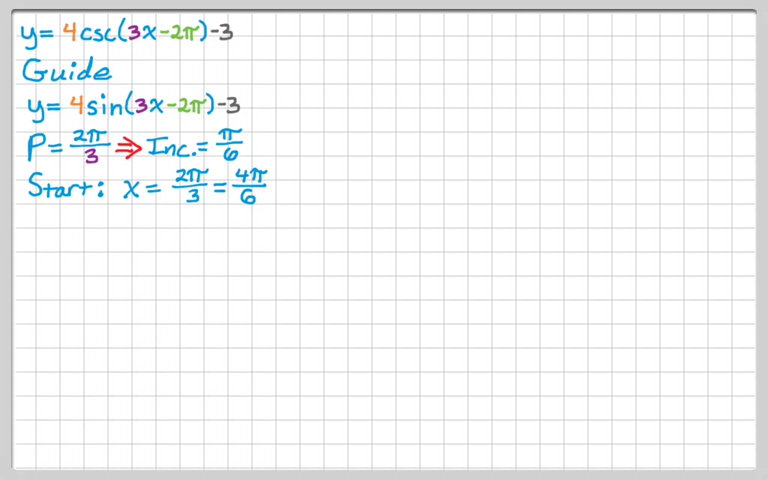 y= 4csc(3x-2π)-3
Guide
y= 4sin(3x-2π)-3
P= 2π/3 ⇒ Inc.= π/6
Start: x= 2π/3 = 4π/6